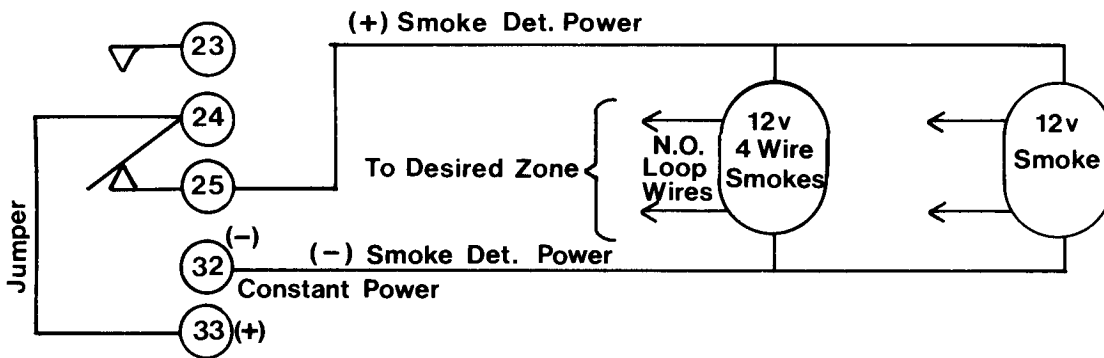 23
(+) Smoke Det. Power
24
25
Jumper
To Desired Zone
N.O.
Loop
Wires
12v
4 Wire
Smokes
12v
Smoke
32
(-)
(-) Smoke Det. Power
Constant Power
33
(+)